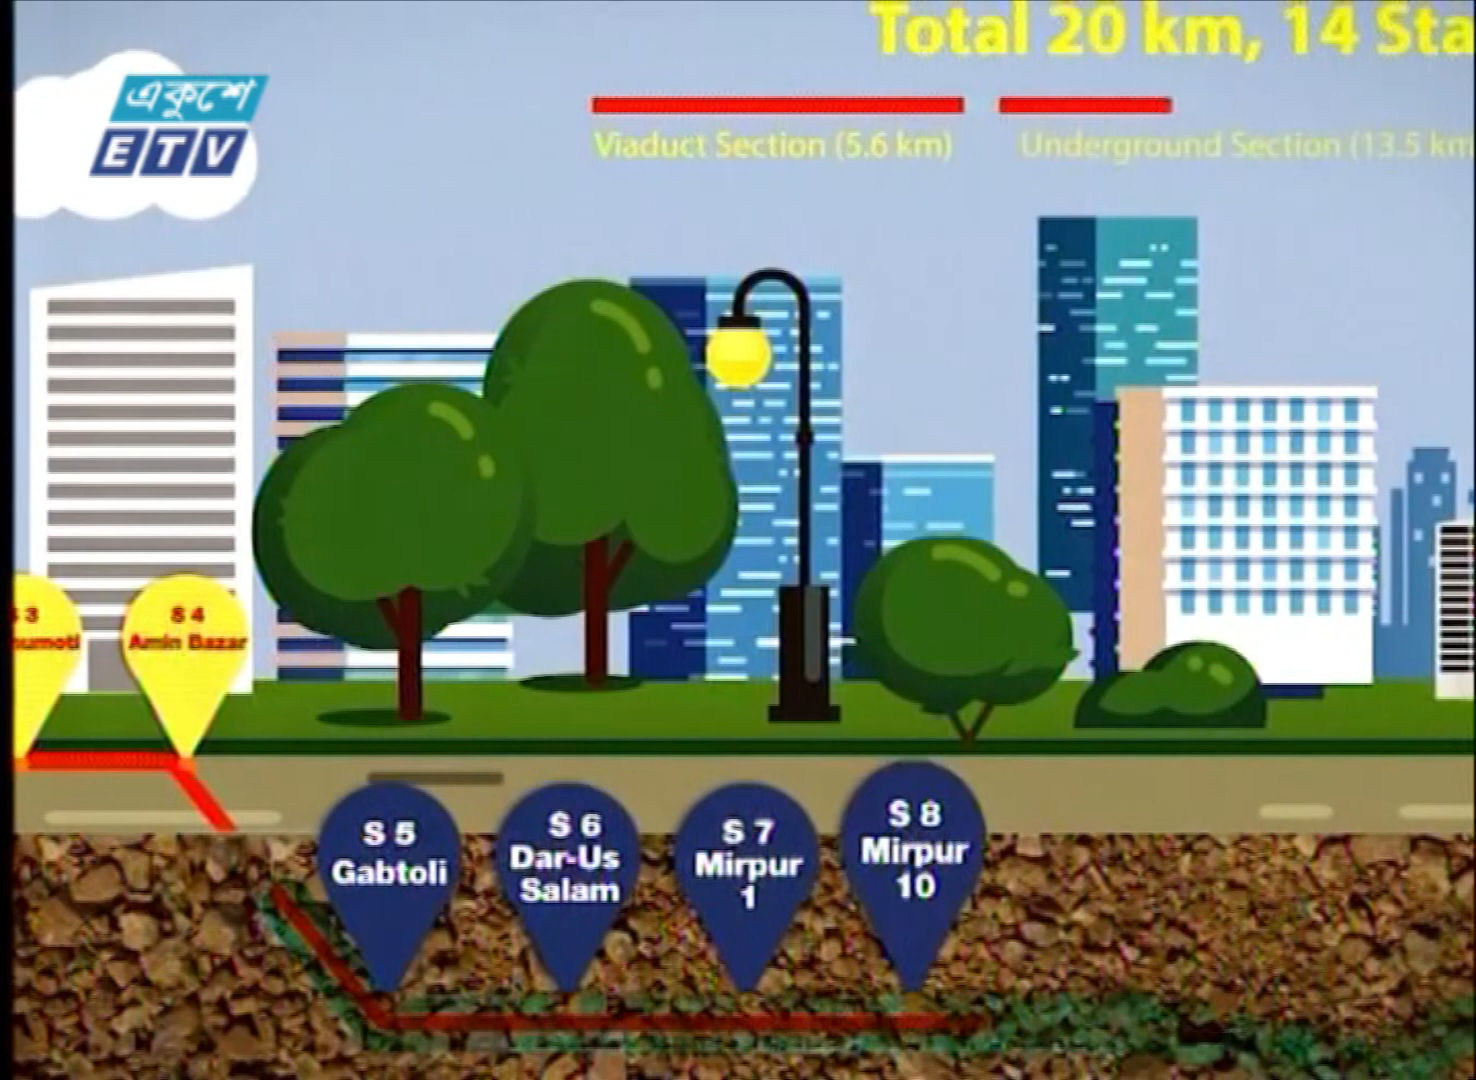 Total 20 km, 14 Sta
একুশে
ETV
Viaduct Section (5.6 km)
Underground Section (13.5 km
S 3
S 4
Amin Bazar
S 5
Gabtoli
S 6
Dar-Us
Salam
S 7
Mirpur
1
S 8
Mirpur
10